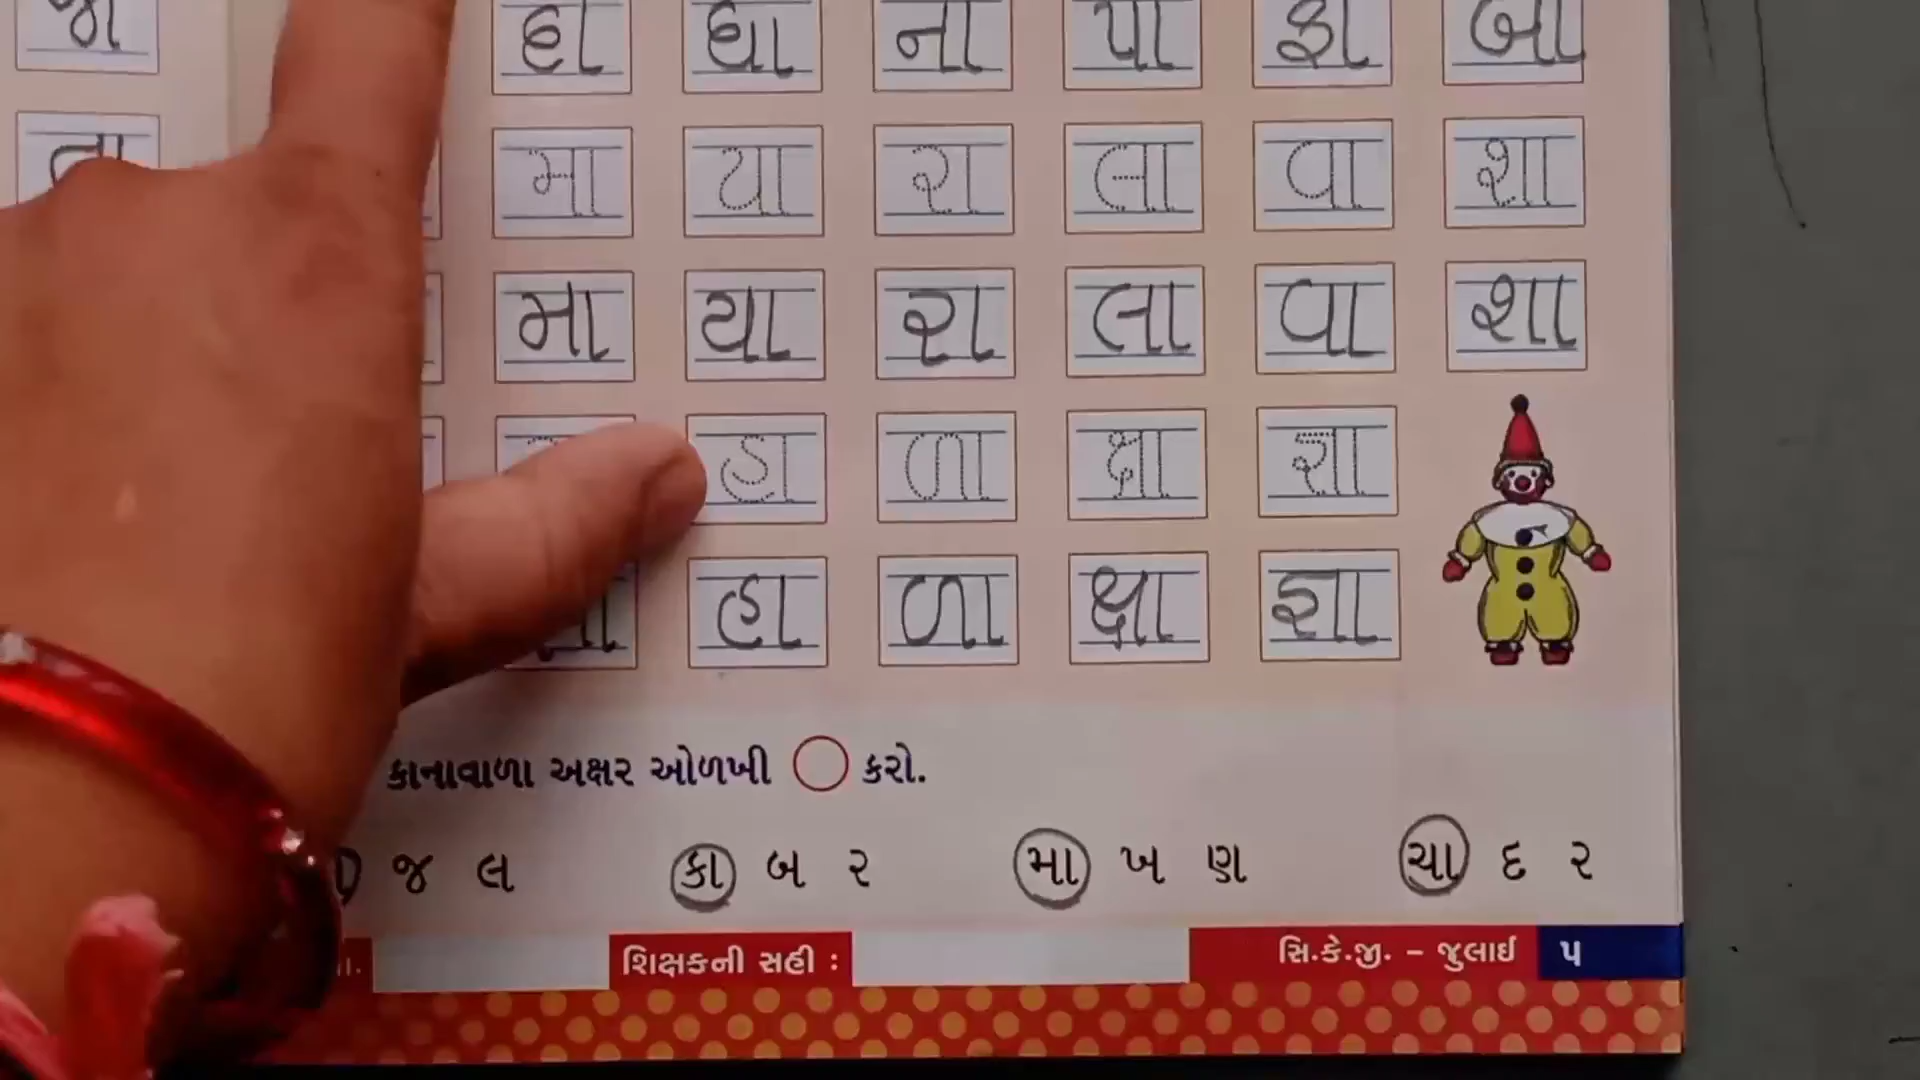 દા ધા ના પા ફા બા
મા યા રા લા વા શા
મા યા રા લા વા શા
હા ળા ક્ષા જ્ઞા
હા ળા ક્ષા જ્ઞા
કાનાવાળા અક્ષર ઓળખી કરો.
જ લ કા બ ર મા ખ ણ ચા દ ર
શિક્ષકની સહી : સિ.કે.જી. - જુલાઈ ૫